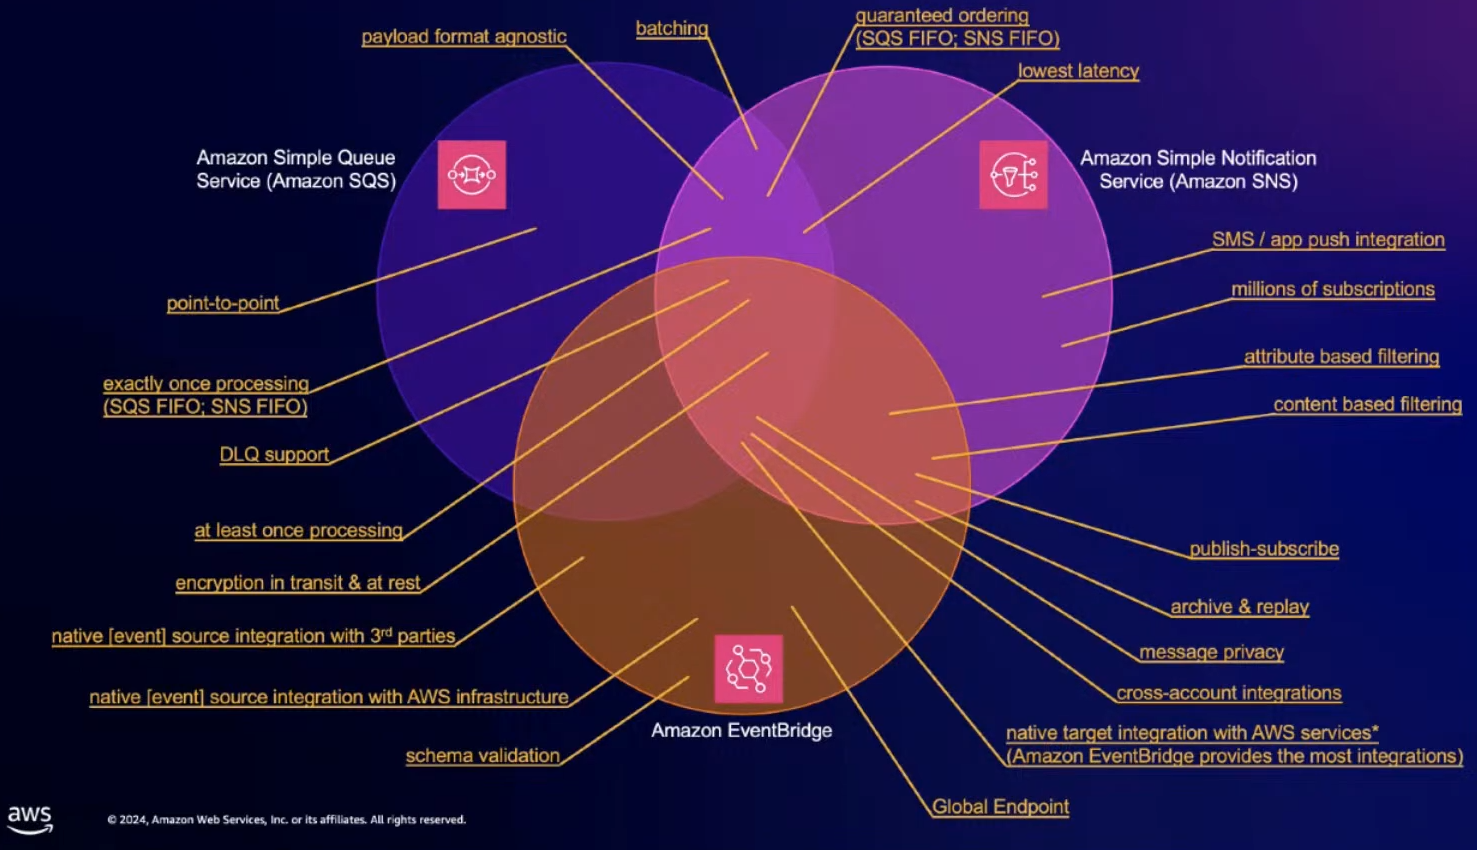 guaranteed ordering
(SQS FIFO; SNS FIFO)
batching
payload format agnostic
lowest latency
Amazon Simple Queue
Service (Amazon SQS)
Amazon Simple Notification
Service (Amazon SNS)
SMS / app push integration
millions of subscriptions
point-to-point
attribute based filtering
exactly once processing
(SQS FIFO; SNS FIFO)
content based filtering
DLQ support
at least once processing
publish-subscribe
encryption in transit & at rest
archive & replay
native [event] source integration with 3rd parties
message privacy
native [event] source integration with AWS infrastructure
cross-account integrations
Amazon EventBridge
native target integration with AWS services*
(Amazon EventBridge provides the most integrations)
schema validation
Global Endpoint
aws
© 2024, Amazon Web Services, Inc. or its affiliates. All rights reserved.